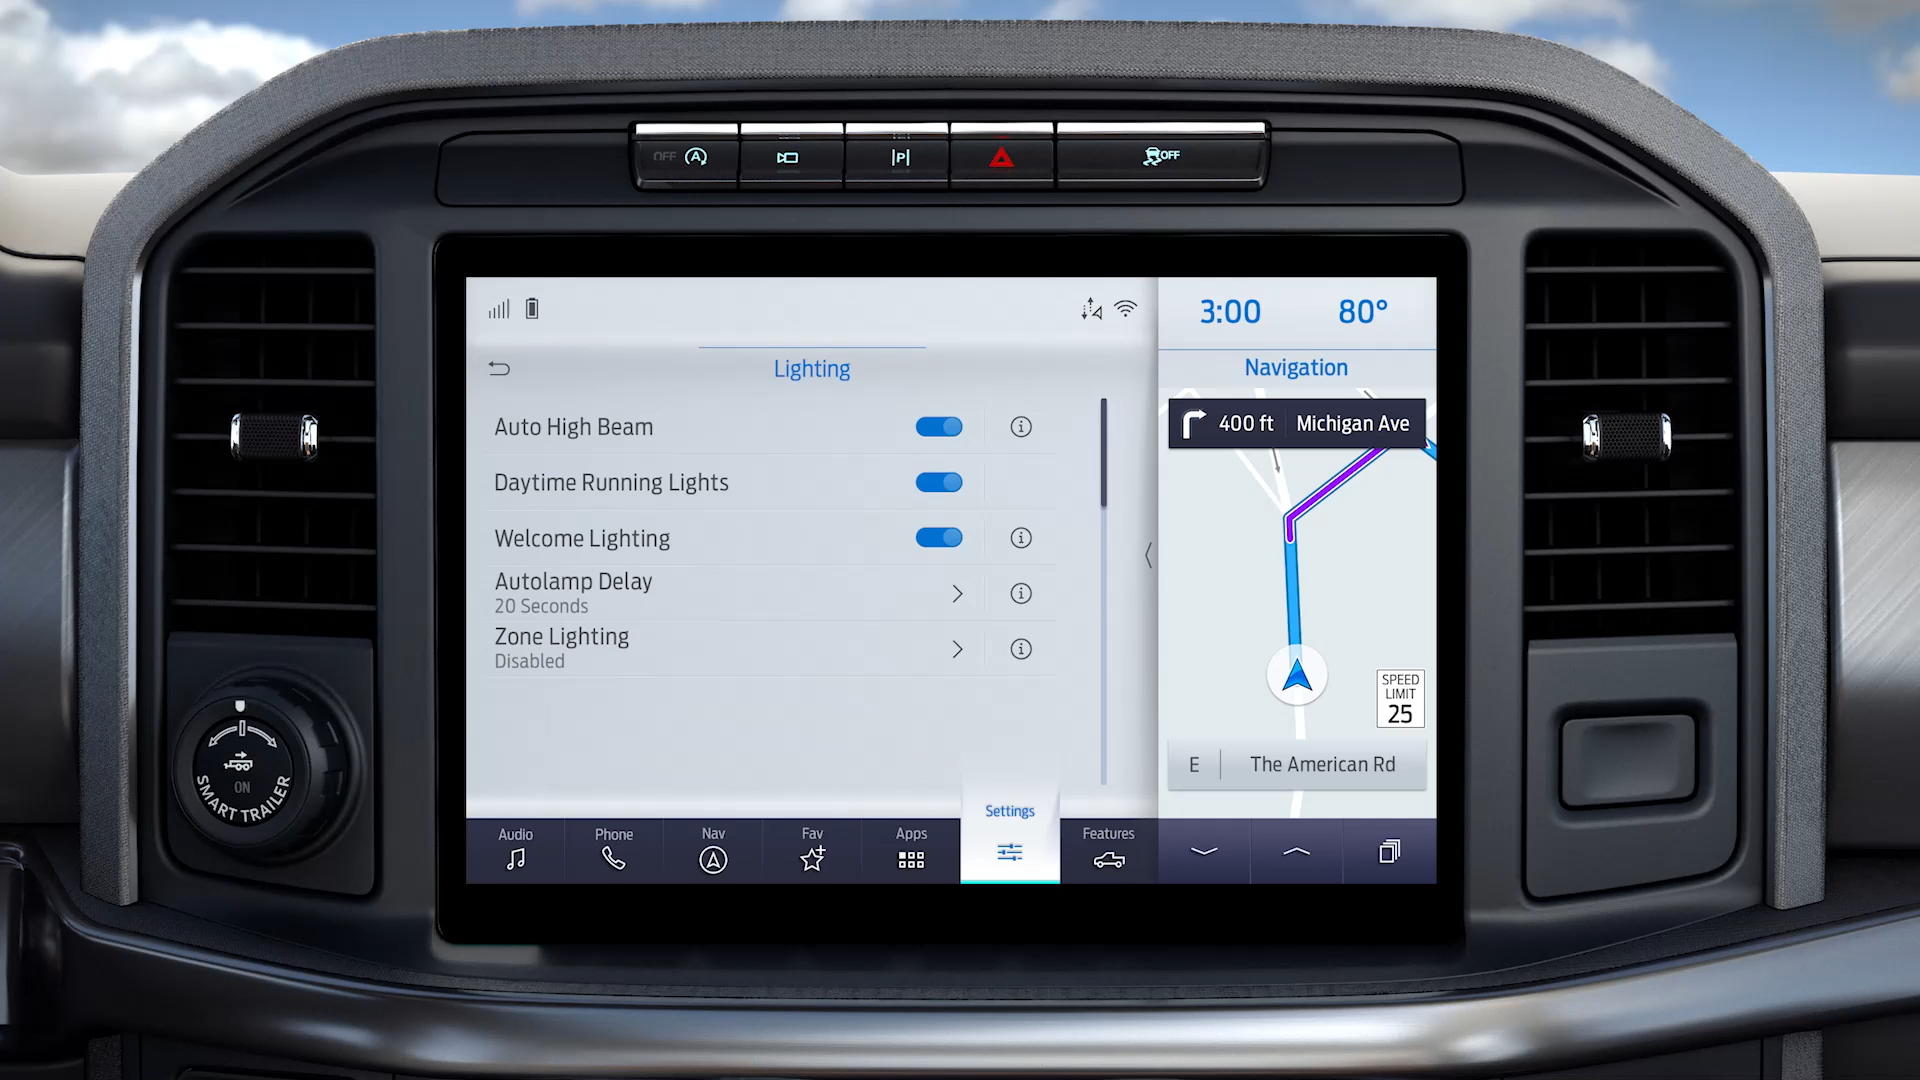 OFF A
P
OFF
3:00 80°
Lighting
Navigation
400 ft Michigan Ave
Auto High Beam
Daytime Running Lights
Welcome Lighting
Autolamp Delay
20 Seconds
Zone Lighting
Disabled
SPEED
LIMIT
25
E The American Rd
ON
SMART TRAILER
Settings
Audio Phone Nav Fav Apps Features